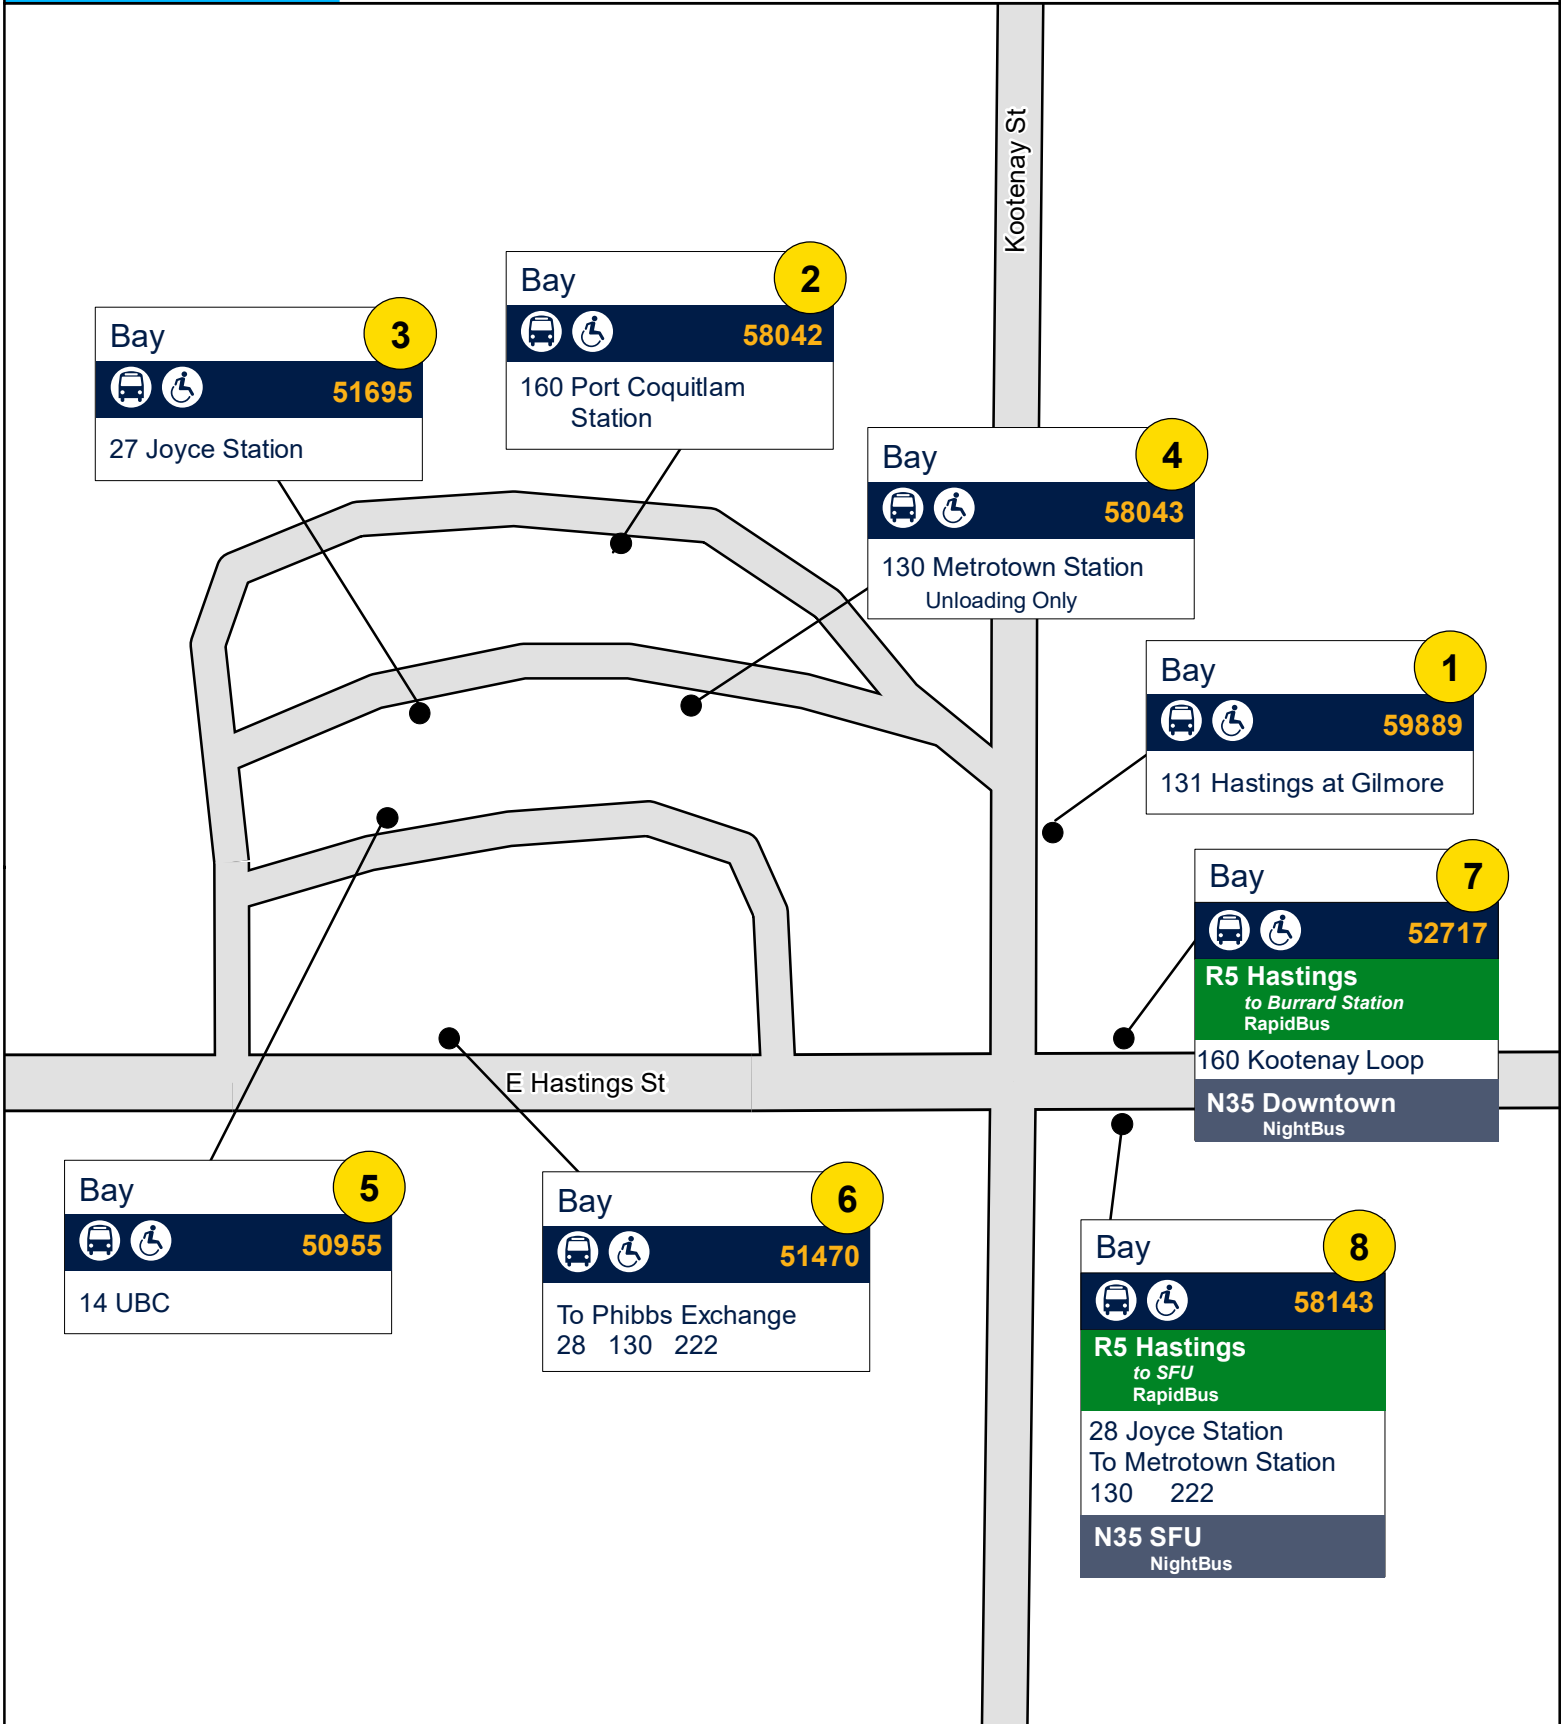 Kootenay St
Bay 2
58042
160 Port Coquitlam
Station
Bay 3
51695
27 Joyce Station
Bay 4
58043
130 Metrotown Station
Unloading Only
Bay 1
59889
131 Hastings at Gilmore
Bay 7
52717
R5 Hastings
to Burrard Station
RapidBus
160 Kootenay Loop
N35 Downtown
NightBus
E Hastings St
Bay 5
50955
14 UBC
Bay 6
51470
To Phibbs Exchange
28 130 222
Bay 8
58143
R5 Hastings
to SFU
RapidBus
28 Joyce Station
To Metrotown Station
130 222
N35 SFU
NightBus